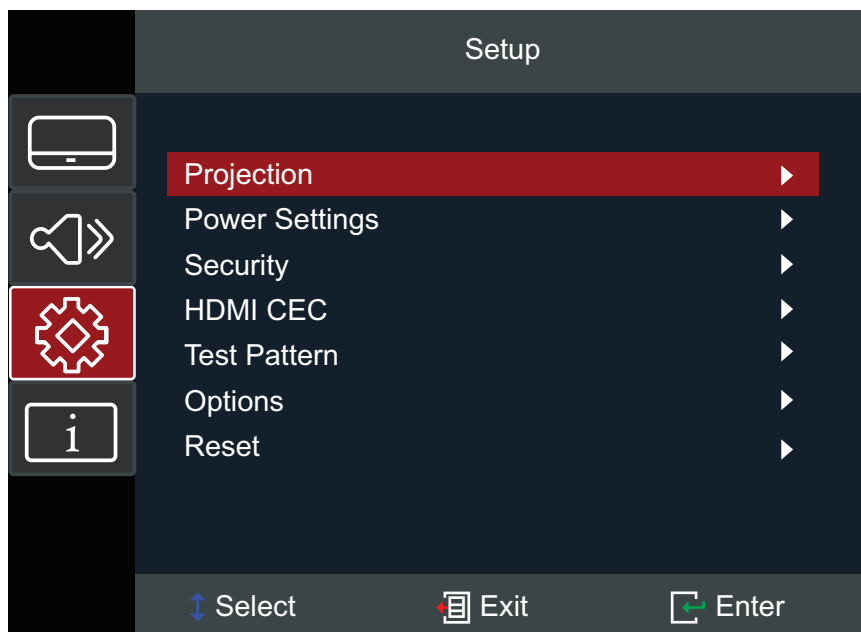 Setup
Projection
Power Settings
Security
HDMI CEC
Test Pattern
Options
Reset
i
Select Exit Enter